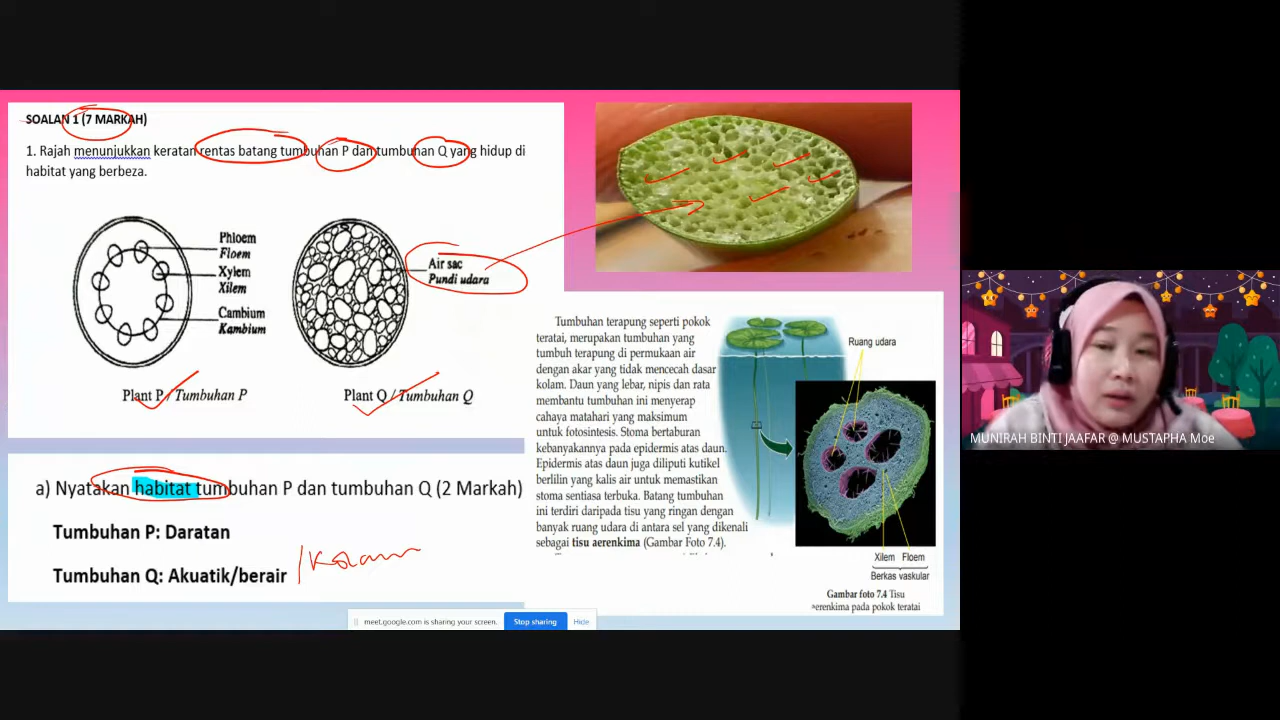 SOALAN 1 (7 MARKAH)
1. Rajah menunjukkan keratan rentas batang tumbuhan P dan tumbuhan Q yang hidup di
habitat yang berbeza.
Phloem
Floem
Xylem
Xilem
Cambium
Kambium
Air sac
Pundi udara
Plant P / Tumbuhan P
Plant Q / Tumbuhan Q
a) Nyatakan habitat tumbuhan P dan tumbuhan Q (2 Markah)
Tumbuhan P: Daratan
Tumbuhan Q: Akuatik/berair /Kolam
Tumbuhan terapung seperti pokok
teratai, merupakan tumbuhan yang
tumbuh terapung di permukaan air
dengan akar yang tidak mencecah dasar
kolam. Daun yang lebar, nipis dan rata
membantu tumbuhan ini menyerap
cahaya matahari yang maksimum
untuk fotosintesis. Stoma bertaburan
kebanyakannya pada epidermis atas daun.
Epidermis atas daun juga diliputi kutikel
berlilin yang kalis air untuk memastikan
stoma sentiasa terbuka. Batang tumbuhan
ini terdiri daripada tisu yang ringan dengan
banyak ruang udara di antara sel yang dikenali
sebagai tisu aerenkima (Gambar Foto 7.4).
Ruang udara
Xilem Floem
Berkas vaskular
Gambar foto 7.4 Tisu
aerenkima pada pokok teratai
meet.google.com is sharing your screen.
Stop sharing
Hide
MUNIRAH BINTI JAAFAR @ MUSTAPHA Moe